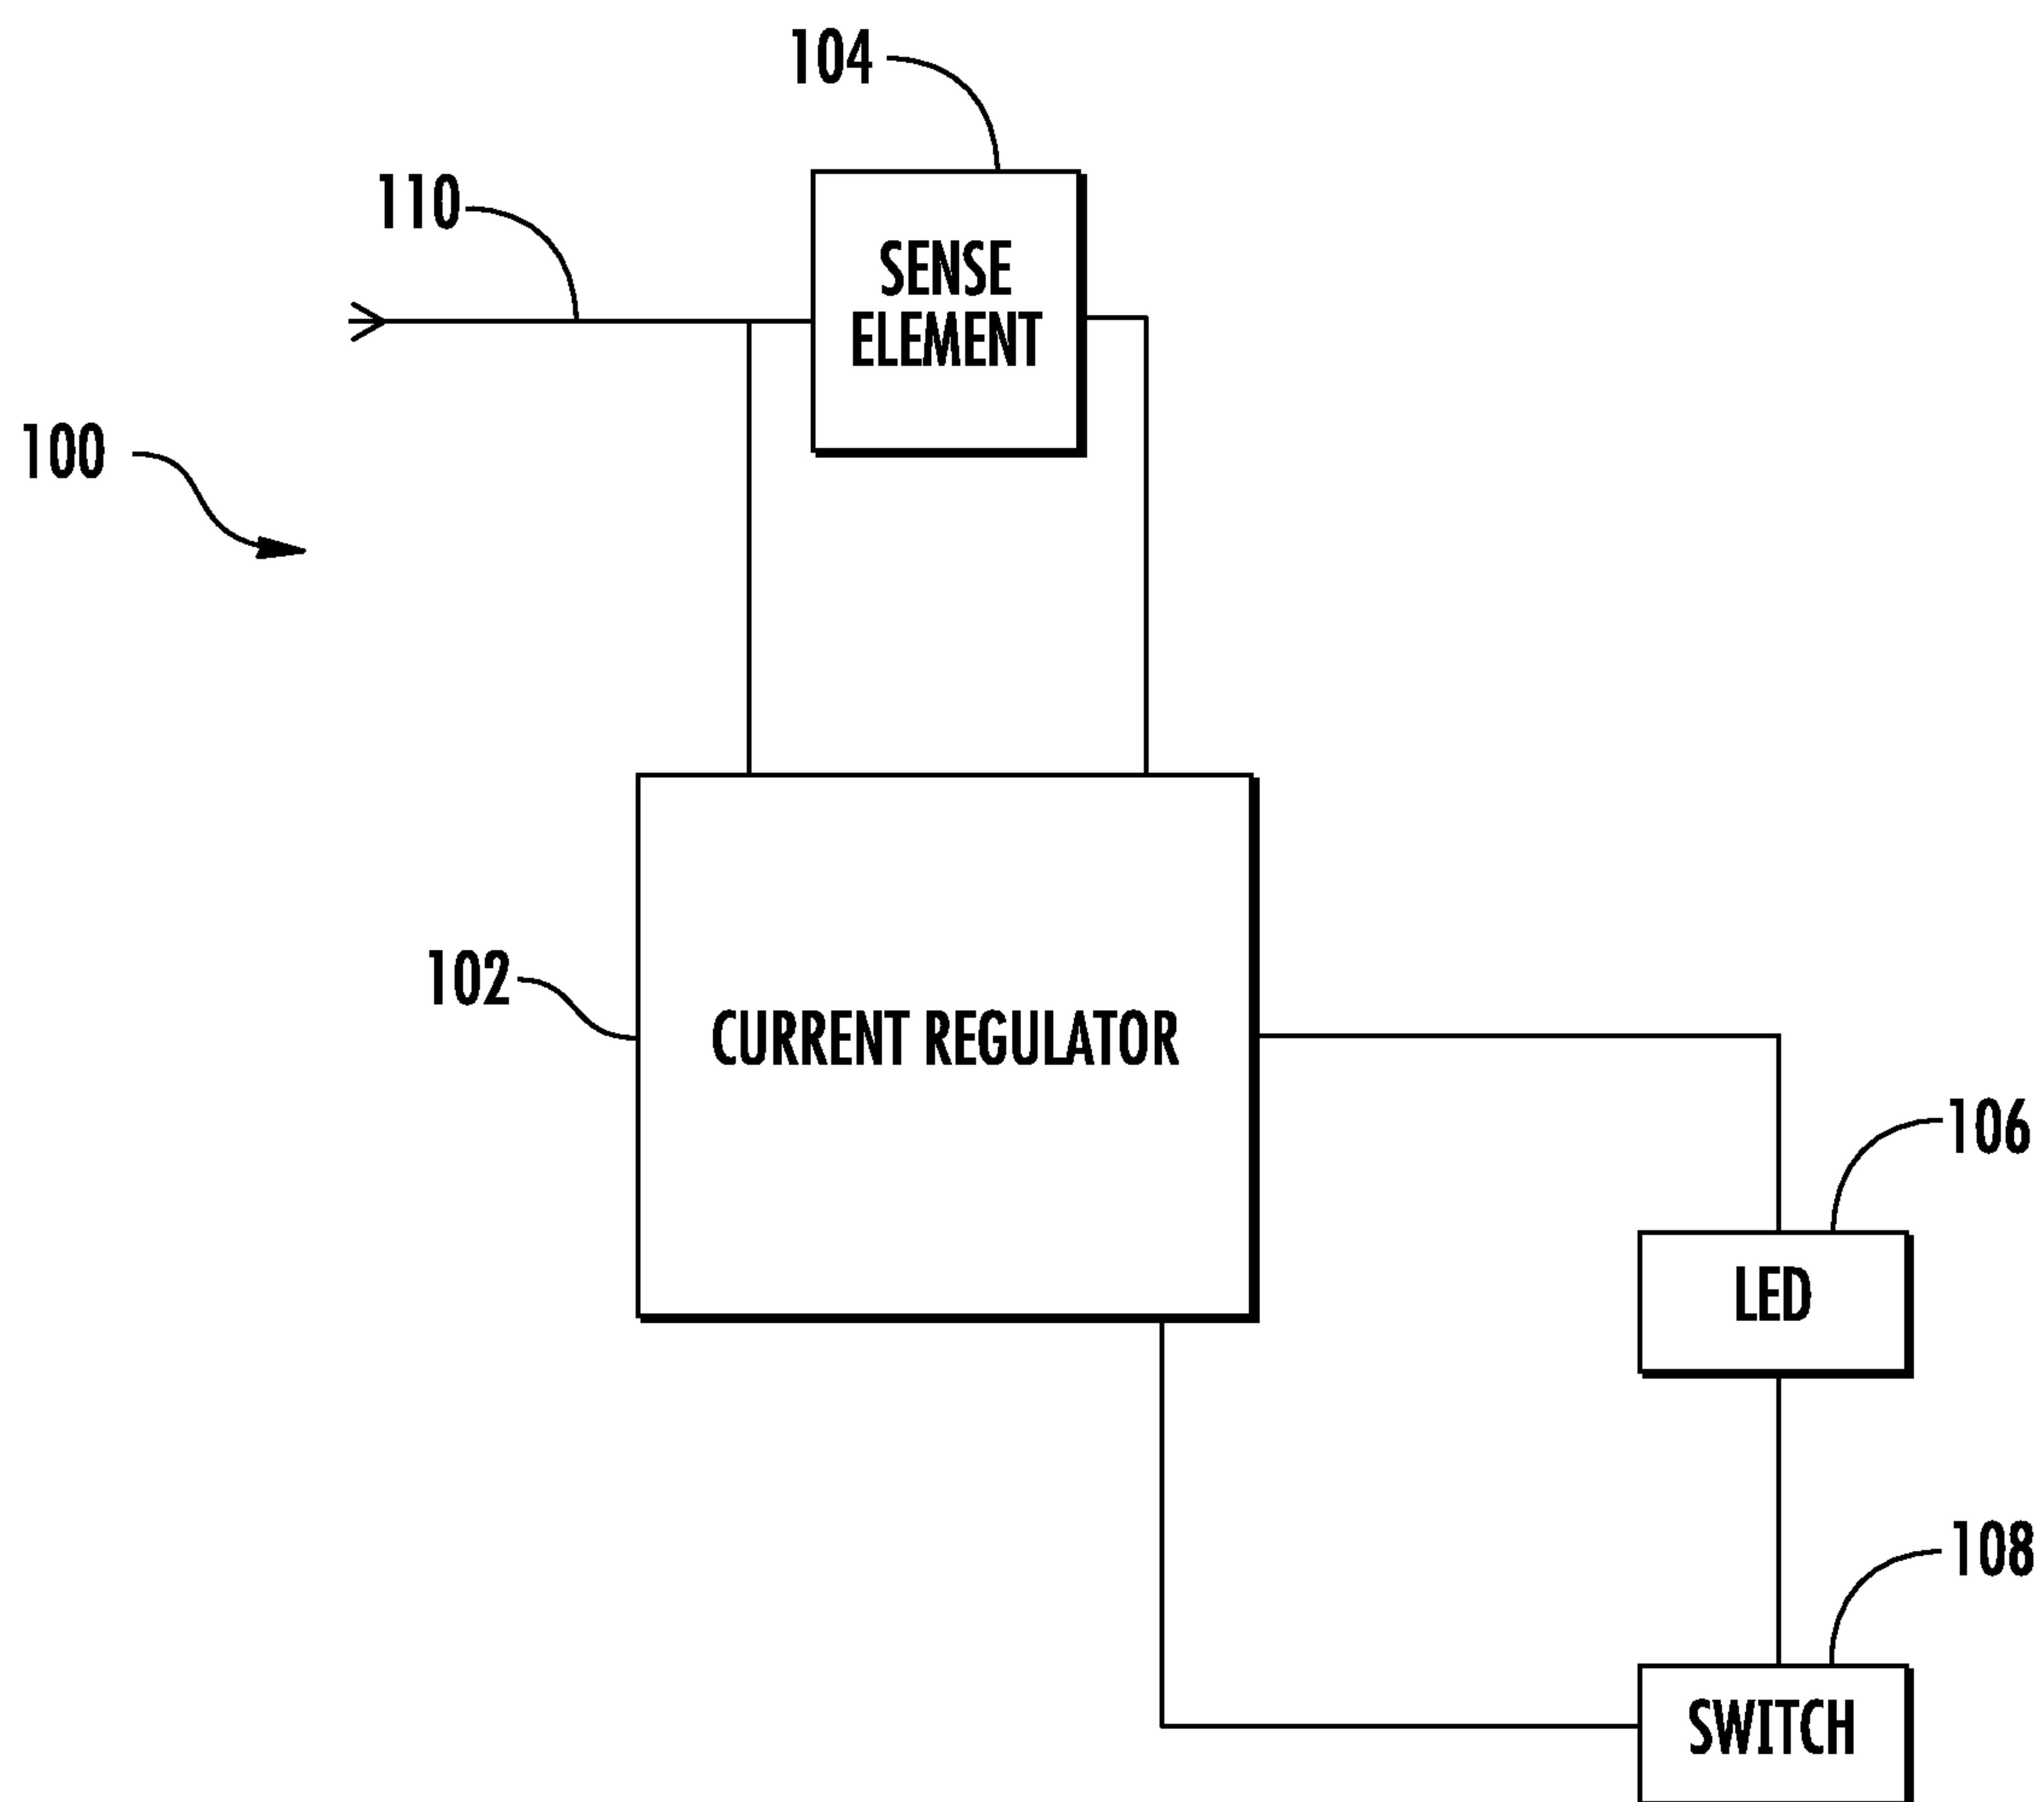 104
110
SENSE
ELEMENT
100
102
CURRENT REGULATOR
106
LED
108
SWITCH